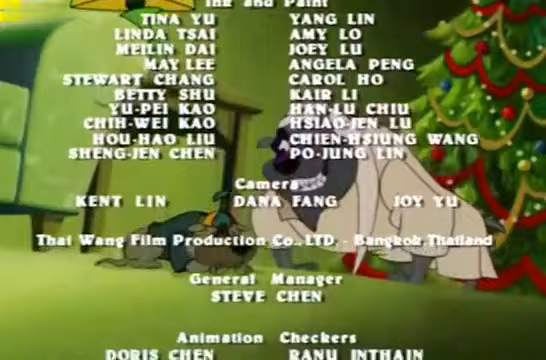 Ink and Paint
TINA YU YANG LIN
LINDA TSAI AMY LO
MEILIN DAI JOEY LU
MAY LEE ANGELA PENG
STEWART CHANG CAROL HO
BETTY SHU KAIR LI
YU-PEI KAO HAN-LU CHIU
CHIH-WEI KAO HSIAO-JEN LU
HOU-HAO LIU CHIEN-HSIUNG WANG
SHENG-JEN CHEN PO-JUNG LIN
Camera
KENT LIN DANA FANG JOY YU
Thai Wang Film Production Co., LTD. - Bangkok, Thailand
General Manager
STEVE CHEN
Animation Checkers
DORIS CHEN RANU INTHAIN